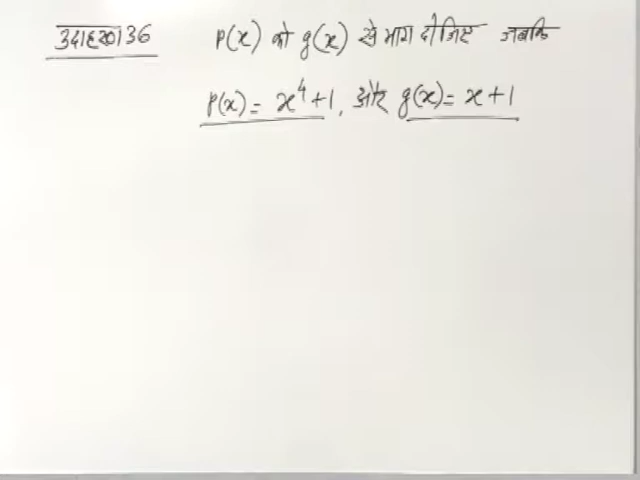 उदाहरण 36 p(x) को g(x) से भाग दीजिए जबकि
p(x) = x⁴ + 1, और g(x) = x + 1